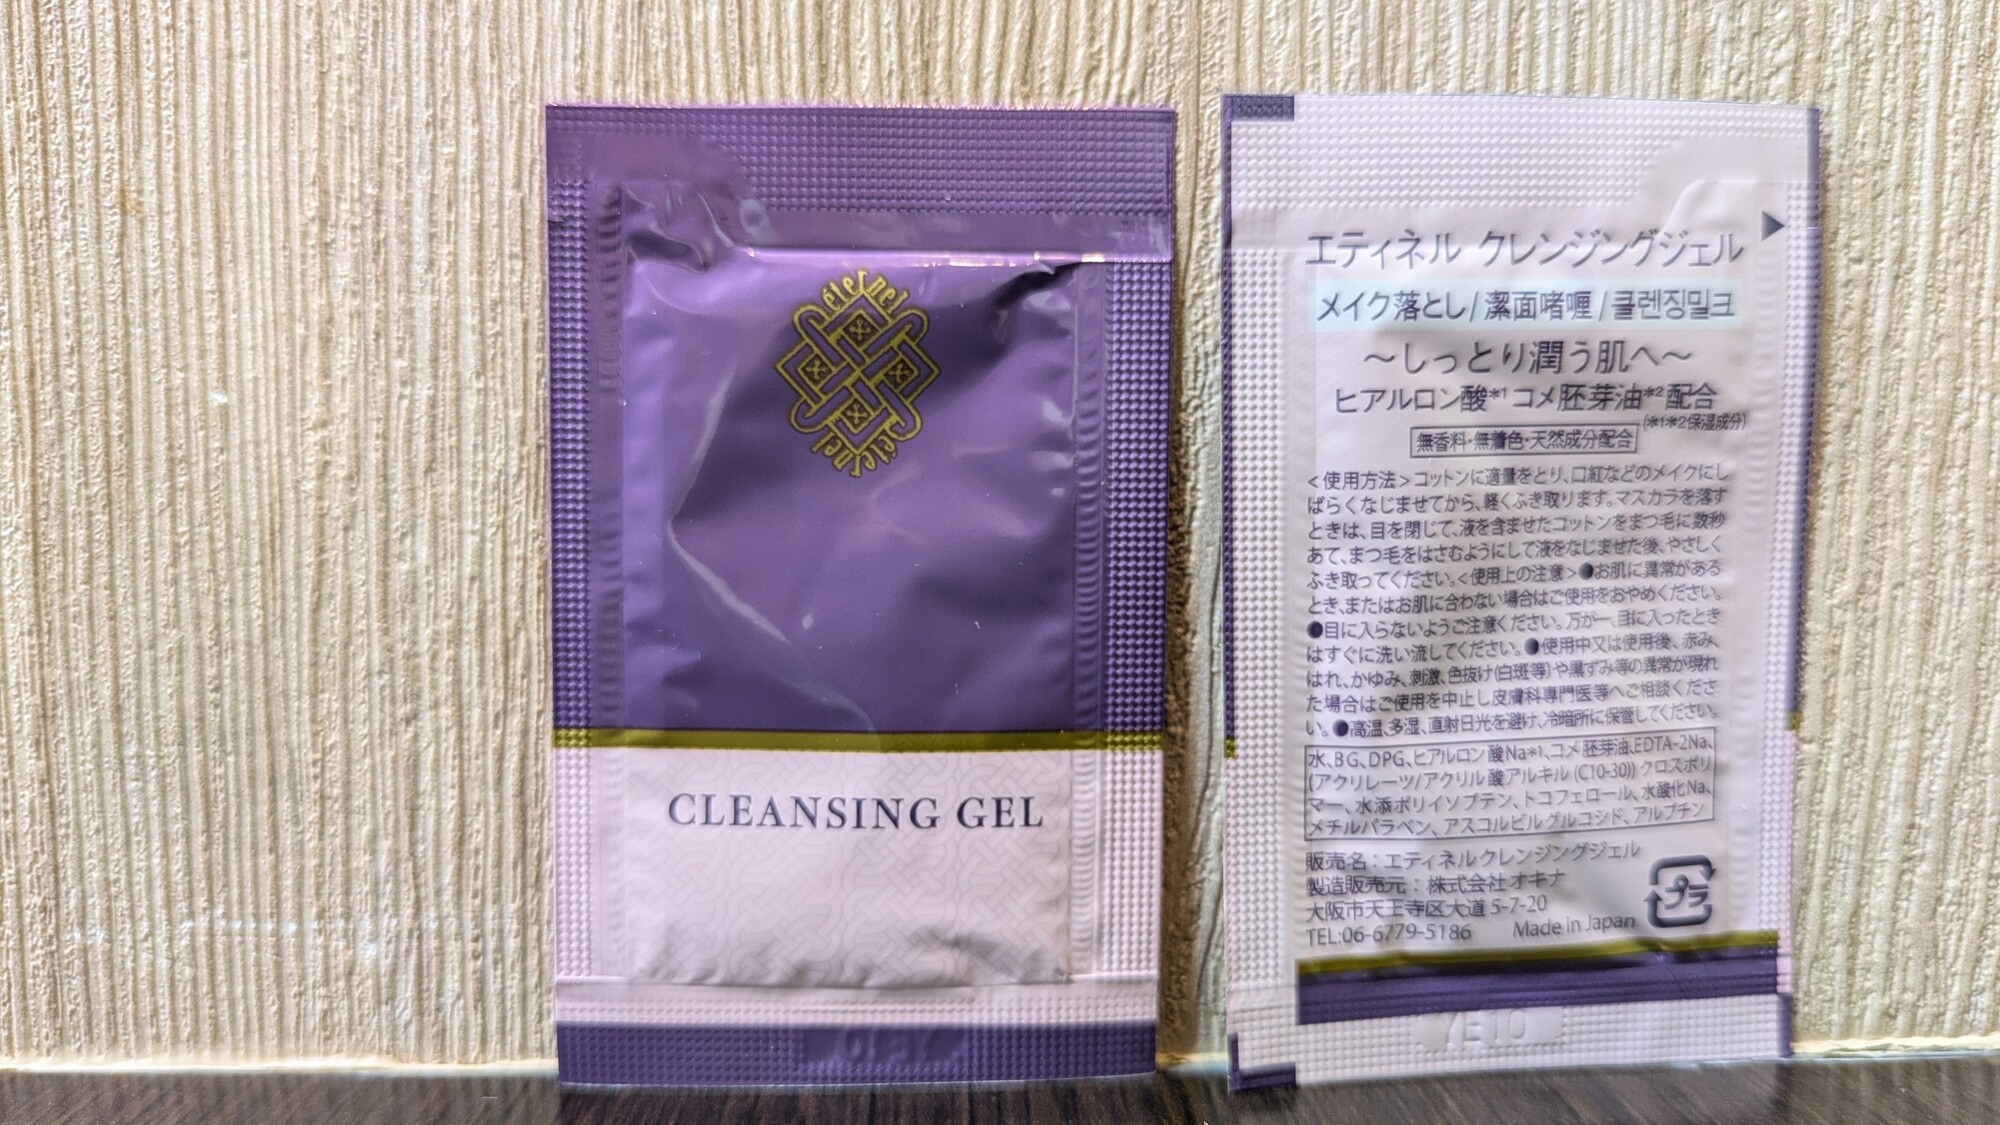 éternel
éternel
CLEANSING GEL
エティネル クレンジングジェル
メイク落とし/潔面啫喱/클렌징밀크
～しっとり潤う肌へ～
ヒアルロン酸*1コメ胚芽油*2配合
(*1*2保湿成分)
無香料・無着色・天然成分配合
<使用方法>コットンに適量をとり、口紅などのメイクにし
ばらくなじませてから、軽くふき取ります。マスカラを落す
ときは、目を閉じて、液を含ませたコットンをまつ毛に数秒
あて、まつ毛をはさむようにして液をなじませた後、やさしく
ふき取ってください。<使用上の注意>●お肌に異常がある
とき、またはお肌に合わない場合はご使用をおやめください。
●目に入らないようご注意ください。万が一、目に入ったとき
はすぐに洗い流してください。●使用中又は使用後、赤み、
はれ、かゆみ、刺激、色抜け(白斑等)や黒ずみ等の異常が現れ
た場合はご使用を中止し皮膚科専門医等へご相談くださ
い。●高温、多湿、直射日光を避け、冷暗所に保管してください。
水、BG、DPG、ヒアルロン酸Na*1、コメ胚芽油、EDTA-2Na、
(アクリレーツ/アクリル酸アルキル(C10-30))クロスポリ
マー、水添ポリイソブテン、トコフェロール、水酸化Na、
メチルパラベン、アスコルビルグルコシド、アルブチン
販売名：エティネルクレンジングジェル
製造販売元：株式会社オキナ
大阪市天王寺区大道5-7-20
TEL:06-6779-5186 Made in Japan
プラ